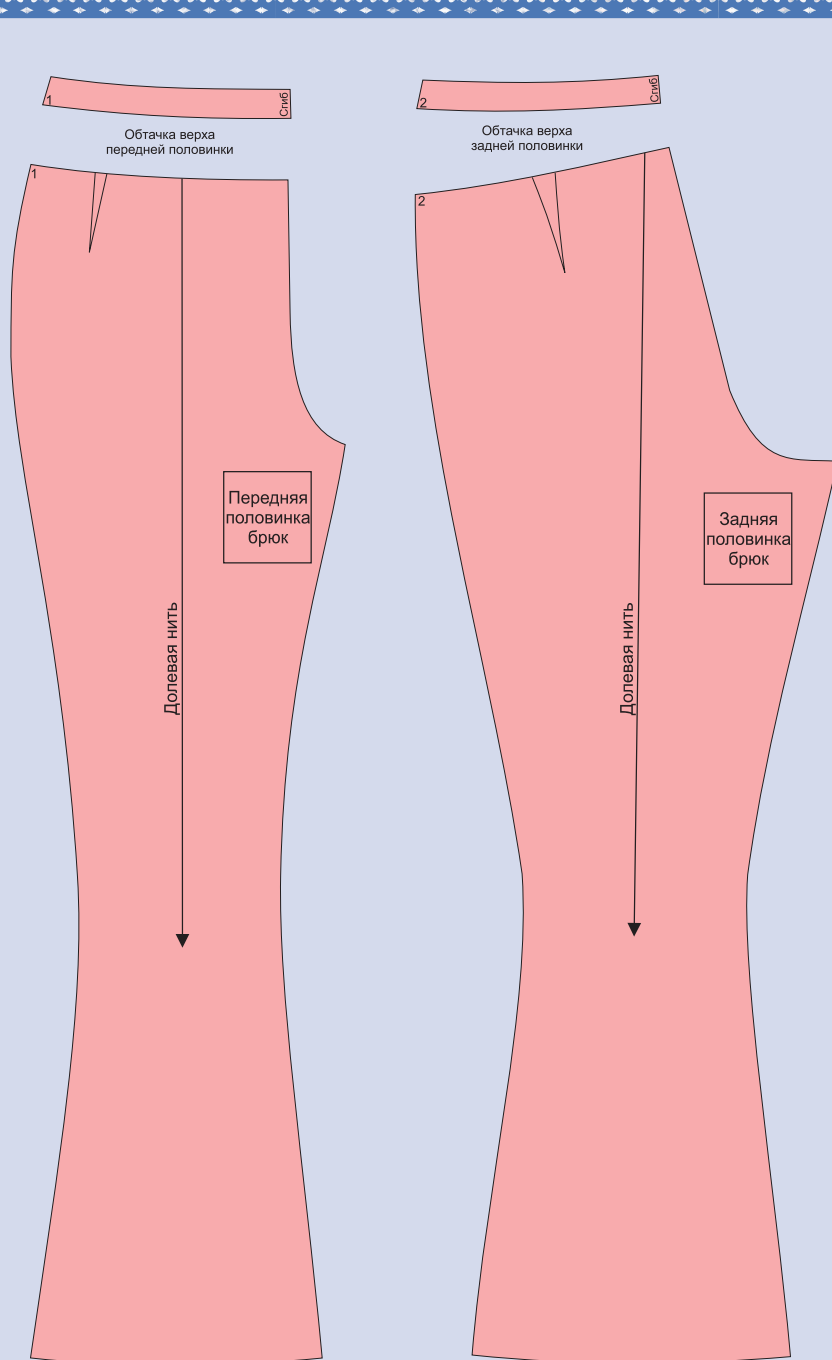 1
Сгиб
Обтачка верха
передней половинки
2
Сгиб
Обтачка верха
задней половинки
1
Передняя
половинка
брюк
Долевая нить
2
Задняя
половинка
брюк
Долевая нить